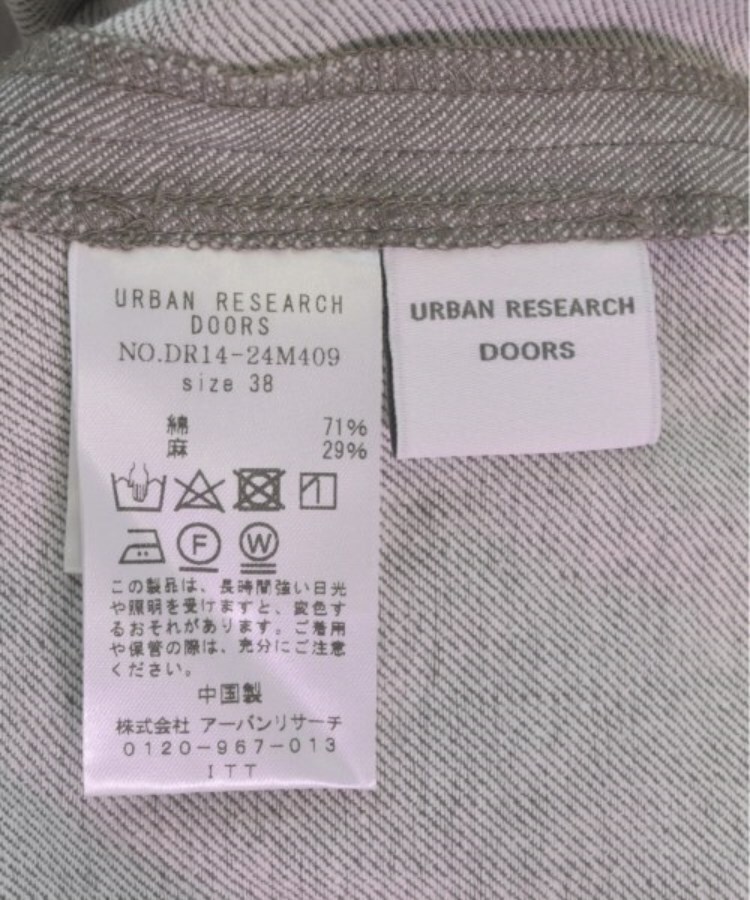 URBAN RESEARCH
DOORS
NO.DR14-24M409
size 38
綿 71%
麻 29%
F W
この製品は、長時間強い日光
や照明を受けますと、変色す
るおそれがあります。ご着用
や保管の際は、充分にご注意
ください。
中国製
株式会社 アーバンリサーチ
0120-967-013
ITT
URBAN RESEARCH
DOORS